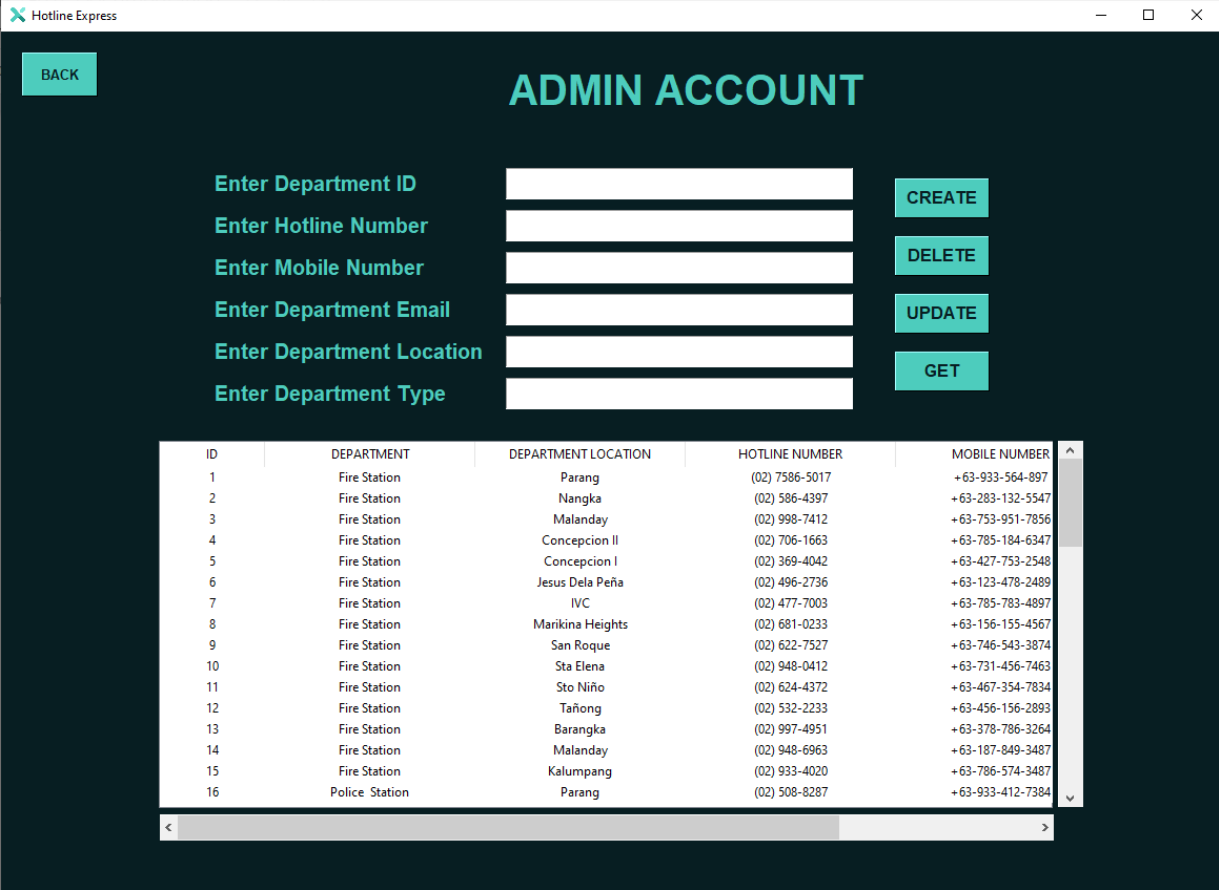 Hotline Express
BACK
ADMIN ACCOUNT
Enter Department ID
CREATE
Enter Hotline Number
DELETE
Enter Mobile Number
Enter Department Email
UPDATE
Enter Department Location
GET
Enter Department Type
ID DEPARTMENT DEPARTMENT LOCATION HOTLINE NUMBER MOBILE NUMBER
1 Fire Station Parang (02) 7586-5017 +63-933-564-897
2 Fire Station Nangka (02) 586-4397 +63-283-132-5547
3 Fire Station Malanday (02) 998-7412 +63-753-951-7856
4 Fire Station Concepcion II (02) 706-1663 +63-785-184-6347
5 Fire Station Concepcion I (02) 369-4042 +63-427-753-2548
6 Fire Station Jesus Dela Peña (02) 496-2736 +63-123-478-2489
7 Fire Station IVC (02) 477-7003 +63-785-783-4897
8 Fire Station Marikina Heights (02) 681-0233 +63-156-155-4567
9 Fire Station San Roque (02) 622-7527 +63-746-543-3874
10 Fire Station Sta Elena (02) 948-0412 +63-731-456-7463
11 Fire Station Sto Niño (02) 624-4372 +63-467-354-7834
12 Fire Station Tañong (02) 532-2233 +63-456-156-2893
13 Fire Station Barangka (02) 997-4951 +63-378-786-3264
14 Fire Station Malanday (02) 948-6963 +63-187-849-3487
15 Fire Station Kalumpang (02) 933-4020 +63-786-574-3487
16 Police Station Parang (02) 508-8287 +63-933-412-7384